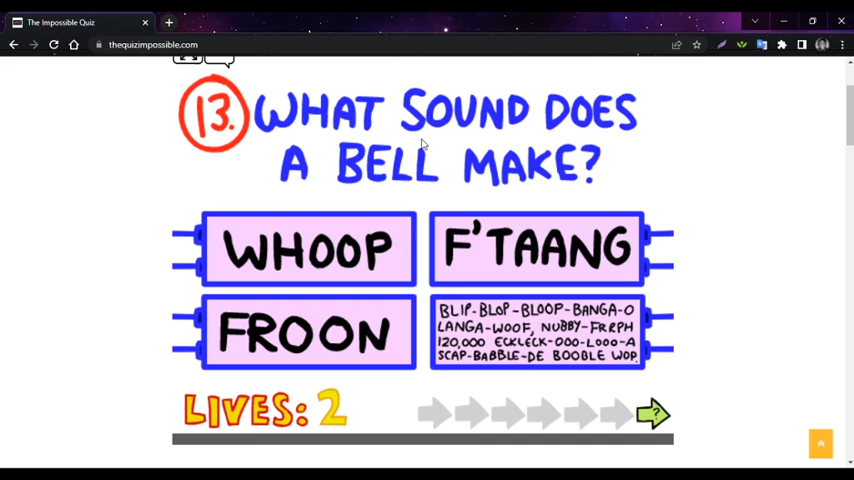 The Impossible Quiz
thequizimpossible.com
13. WHAT SOUND DOES
A BELL MAKE?
WHOOP
F'TAANG
FROON
BLIP-BLOP-BLOOP-BANGA-O
LANGA-WOOF, NUBBY-FRRPH
120,000 ECKLECK-OOO-LOOO-A
SCAP-BABBLE-DE BOOBLE WOP.
LIVES: 2
?